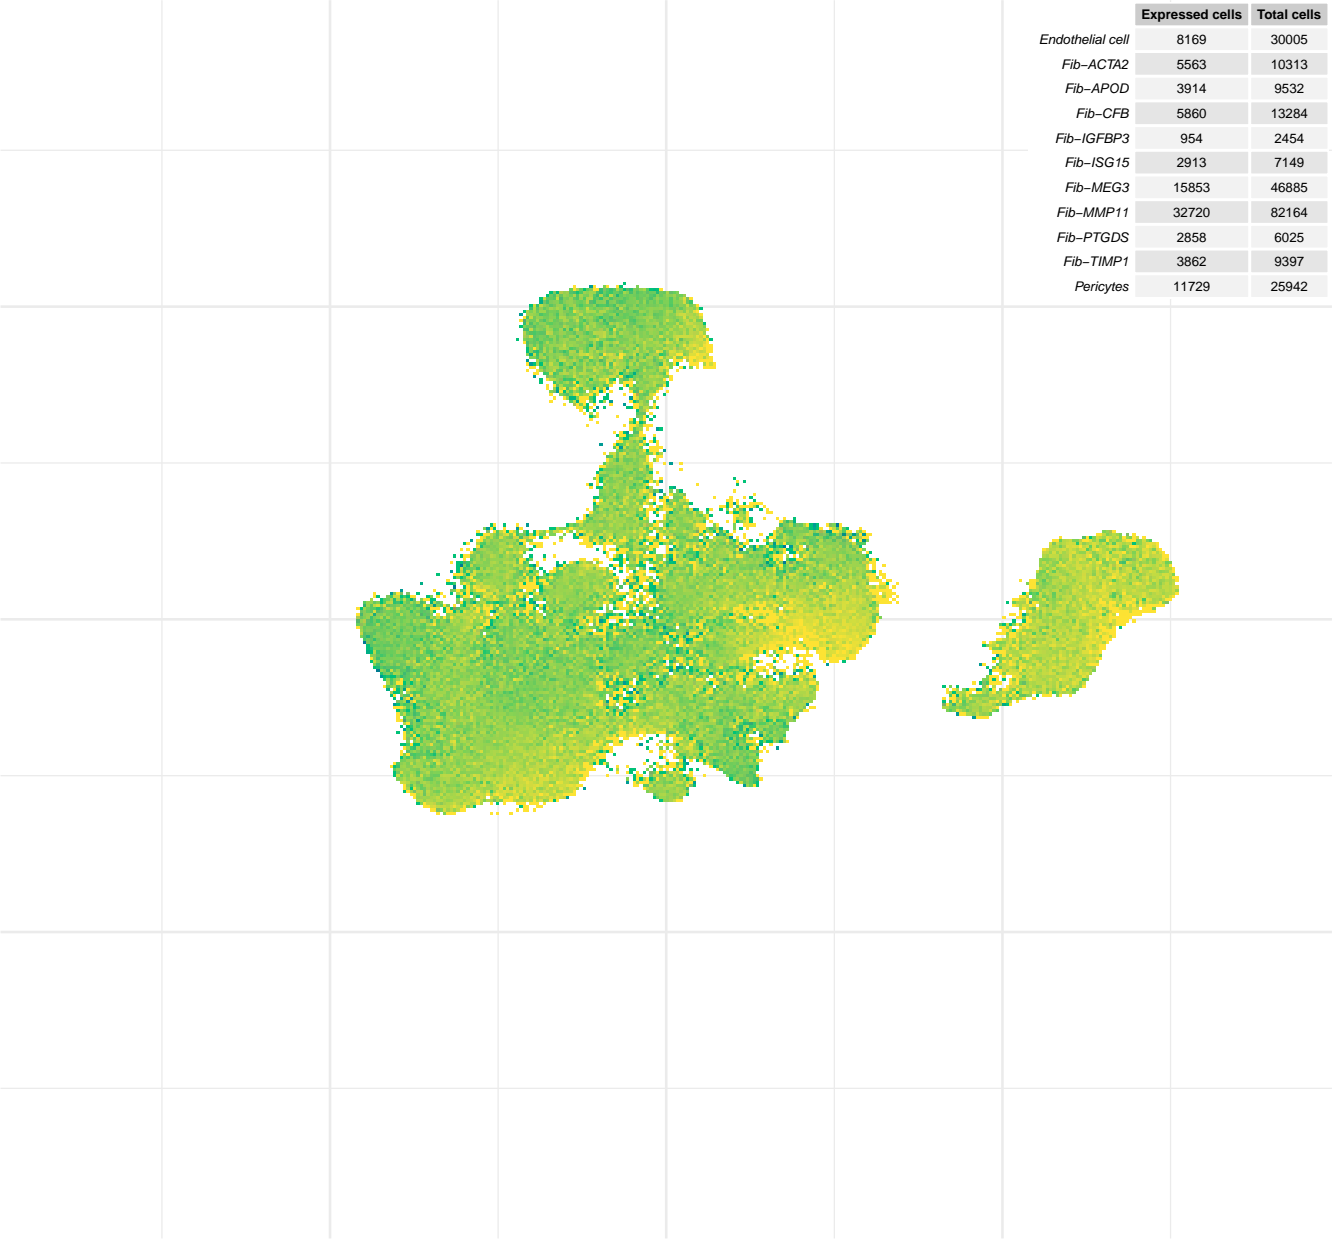 Expressed cells Total cells
Endothelial cell 8169 30005
Fib−ACTA2 5563 10313
Fib−APOD 3914 9532
Fib−CFB 5860 13284
Fib−IGFBP3 954 2454
Fib−ISG15 2913 7149
Fib−MEG3 15853 46885
Fib−MMP11 32720 82164
Fib−PTGDS 2858 6025
Fib−TIMP1 3862 9397
Pericytes 11729 25942